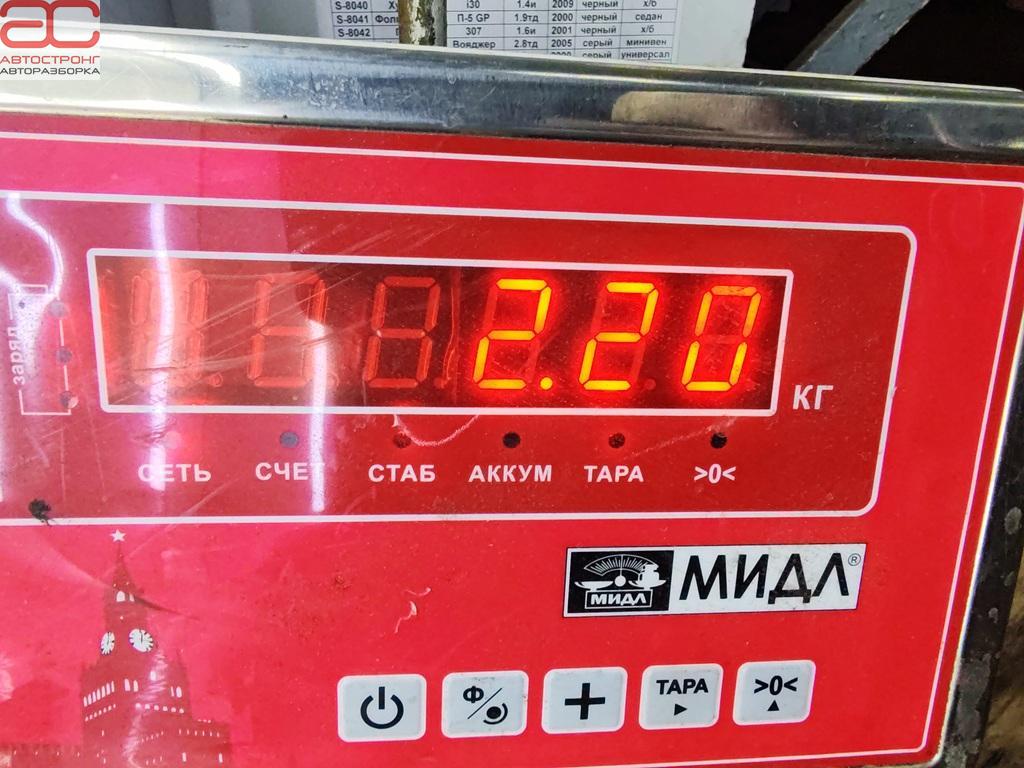 АС
АВТОСТРОНГ
АВТОРАЗБОРКА
S-8040 i30 1.4и 2009 черный х/б
S-8041 П-5 GP 1.9тд 2000 черный седан
S-8042 307 1.6и 2001 черный х/б
Вояджер 2.8тд 2005 серый минивен
серый универсал
заряд
2.20
КГ
СЕТЬ СЧЕТ СТАБ АККУМ ТАРА >0<
МИДЛ МИДЛ®
Ф ТАРА >0<